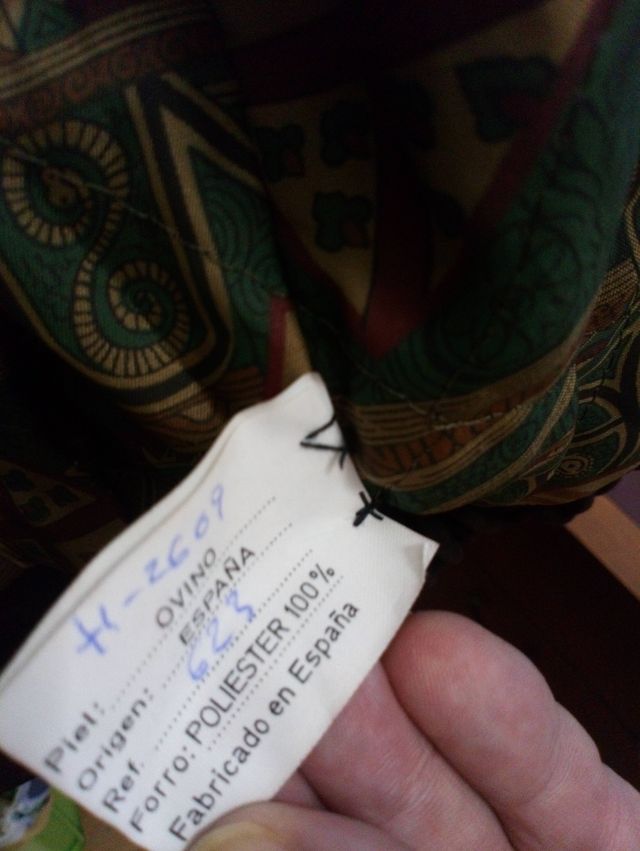 H-2609
Piel: OVINO
Origen: ESPAÑA
Ref. 623
Forro: POLIESTER 100%
Fabricado en España